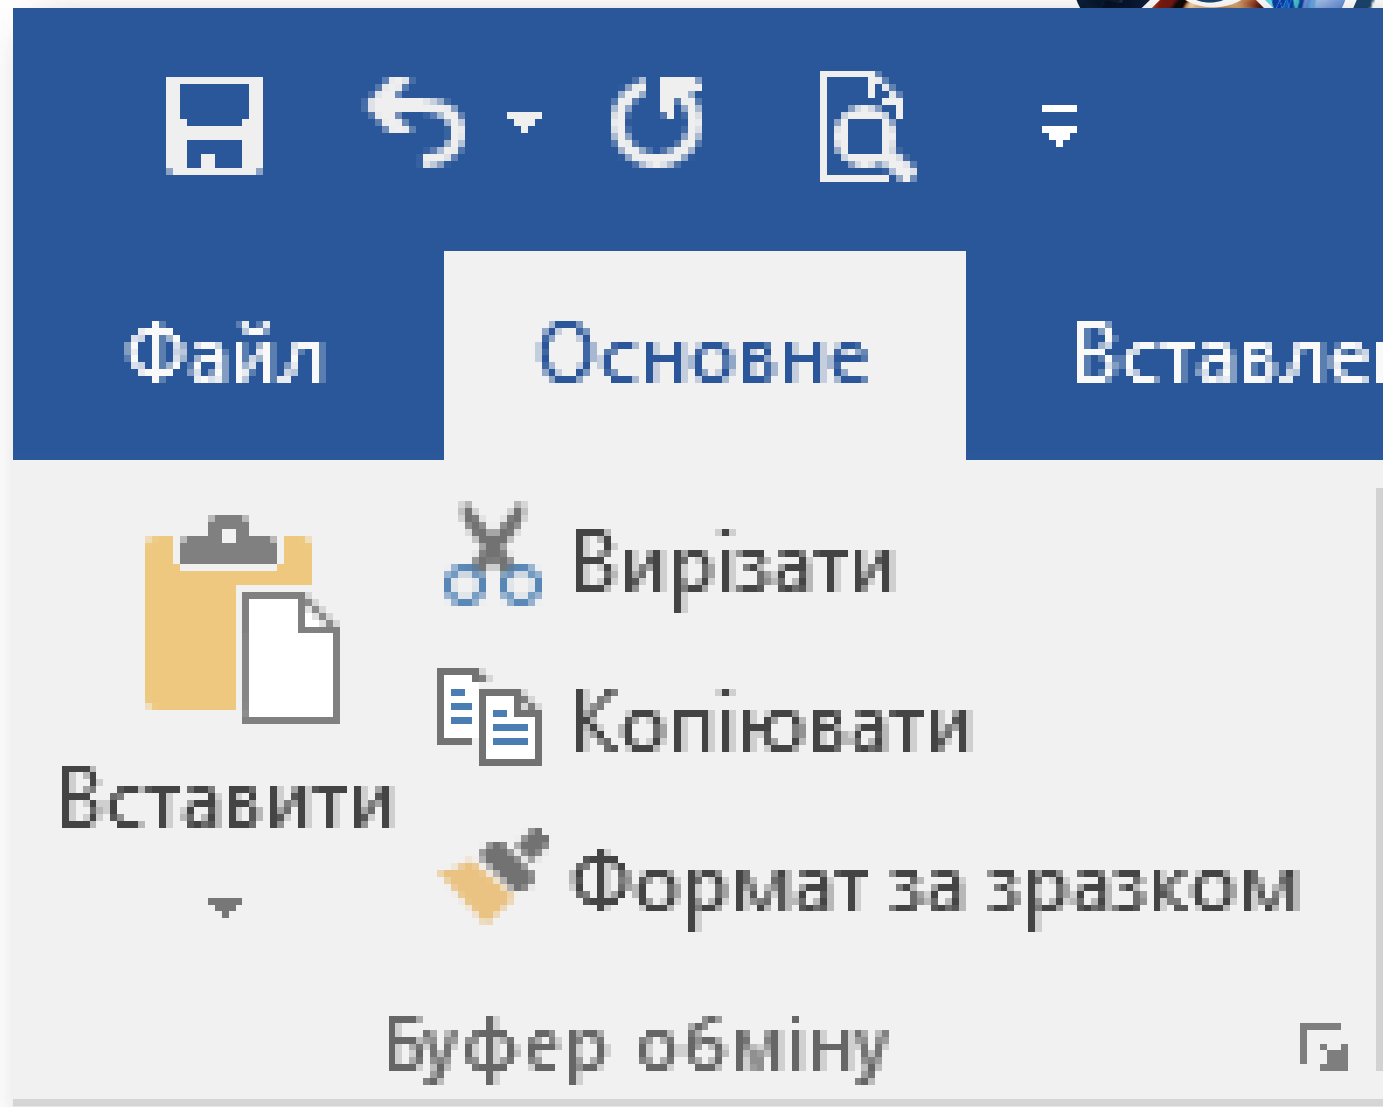 Файл Основне
Вирізати
Копіювати
Вставити
Формат за зразком
Буфер обміну